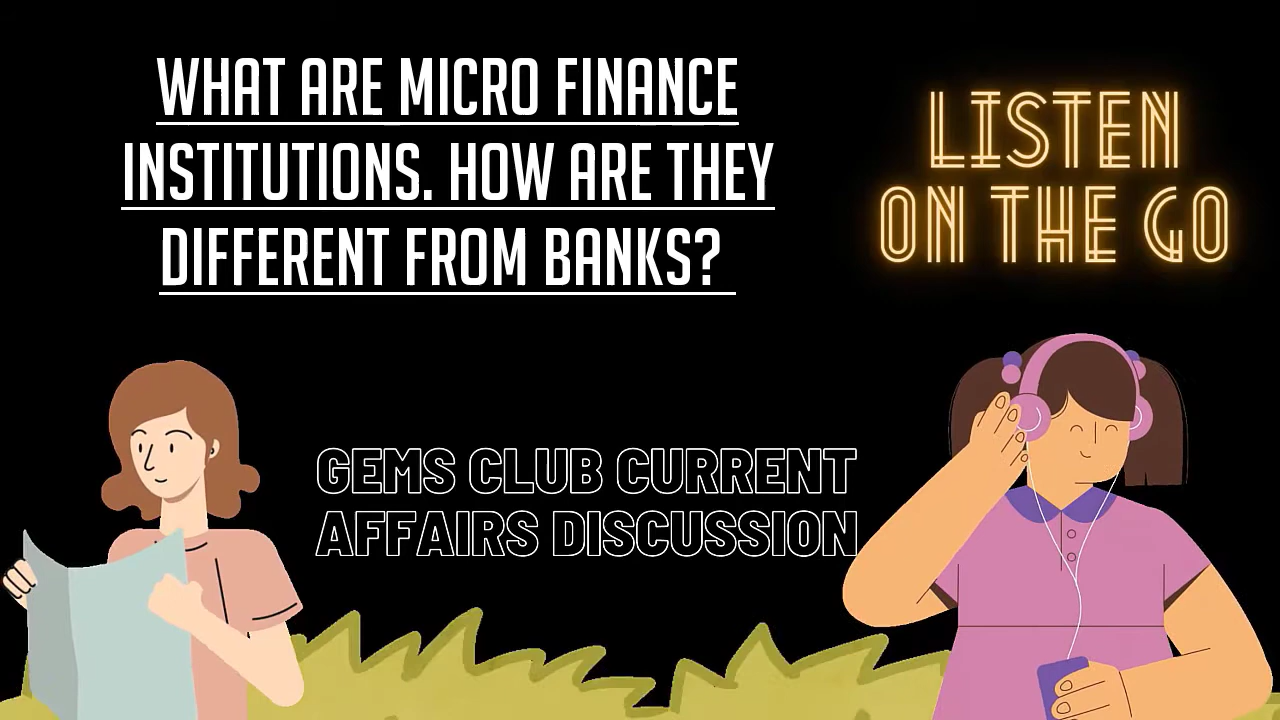 WHAT ARE MICRO FINANCE
INSTITUTIONS. HOW ARE THEY
DIFFERENT FROM BANKS?
LISTEN
ON THE GO
GEMS CLUB CURRENT
AFFAIRS DISCUSSION